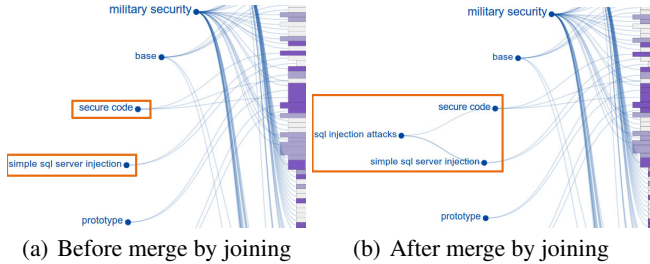 military security
base
secure code
simple sql server injection
prototype
(a) Before merge by joining
military security
base
secure code
sql injection attacks
simple sql server injection
prototype
(b) After merge by joining